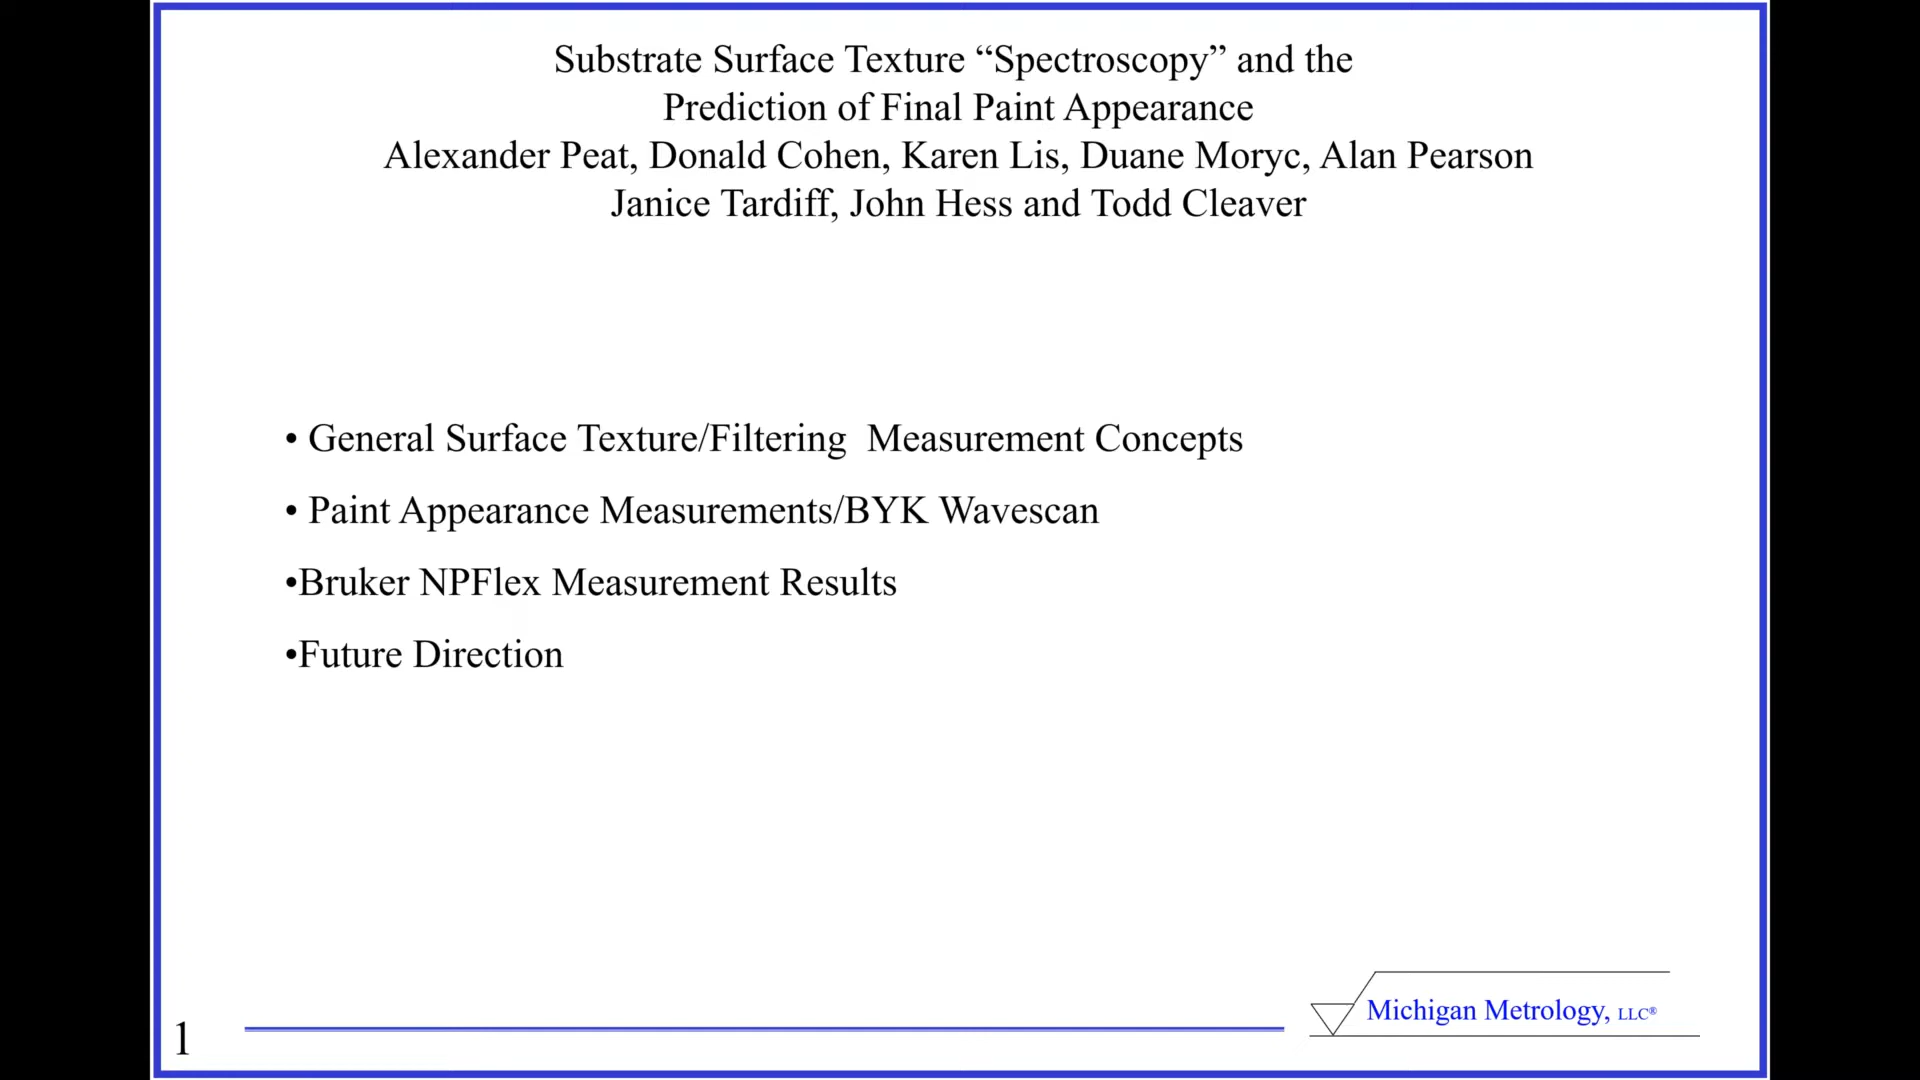 Substrate Surface Texture “Spectroscopy” and the
Prediction of Final Paint Appearance
Alexander Peat, Donald Cohen, Karen Lis, Duane Moryc, Alan Pearson
Janice Tardiff, John Hess and Todd Cleaver
• General Surface Texture/Filtering  Measurement Concepts
• Paint Appearance Measurements/BYK Wavescan
•Bruker NPFlex Measurement Results
•Future Direction
1
Michigan Metrology, LLC®